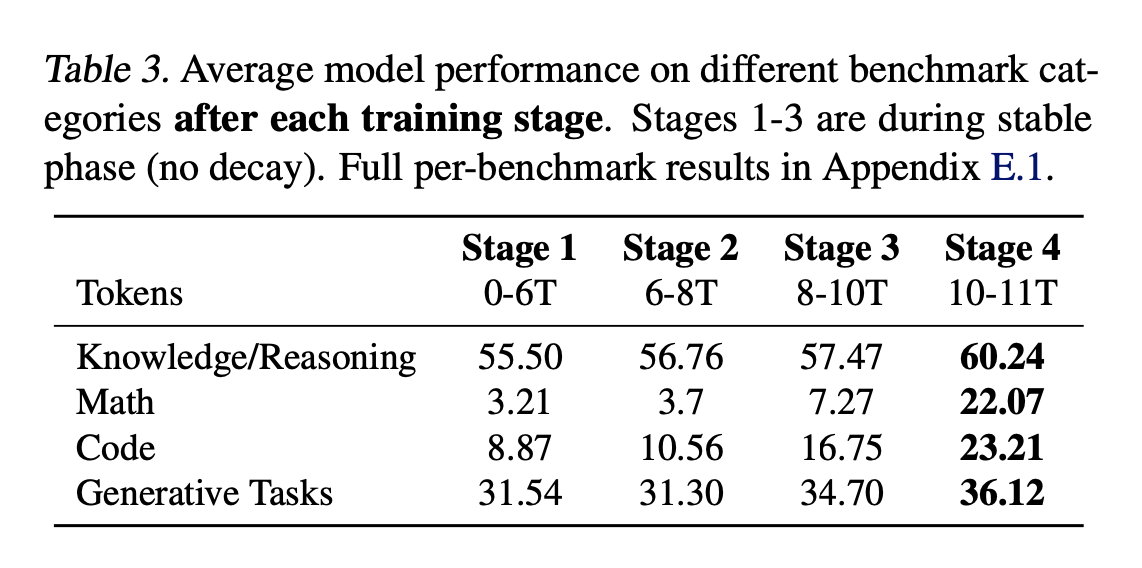 Table 3. Average model performance on different benchmark cat-
egories after each training stage. Stages 1-3 are during stable
phase (no decay). Full per-benchmark results in Appendix E.1.
Stage 1 Stage 2 Stage 3 Stage 4
Tokens 0-6T 6-8T 8-10T 10-11T
Knowledge/Reasoning 55.50 56.76 57.47 60.24
Math 3.21 3.7 7.27 22.07
Code 8.87 10.56 16.75 23.21
Generative Tasks 31.54 31.30 34.70 36.12